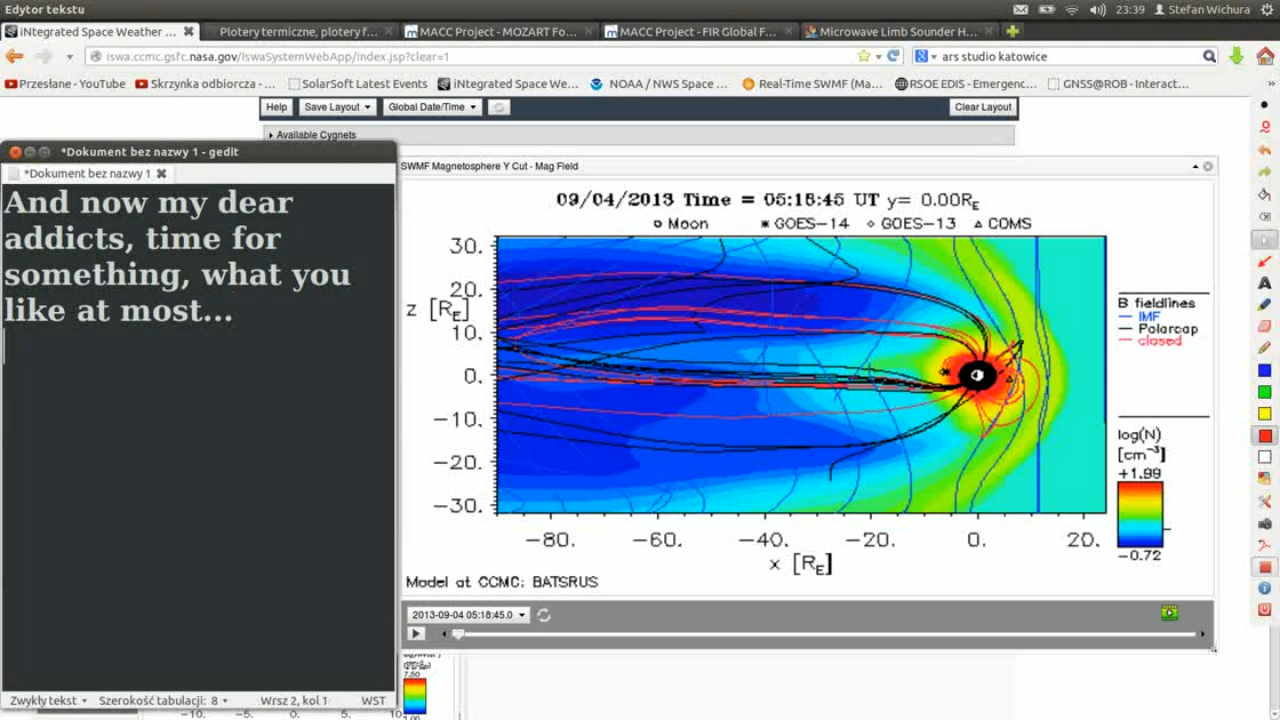 Edytor tekstu
23:39 Stefan Wichura
iNtegrated Space Weather ...
Plotery termiczne, plotery f...
MACC Project - MOZART Fo...
MACC Project - FIR Global F...
Microwave Limb Sounder H...
iswa.ccmc.gsfc.nasa.gov/IswaSystemWebApp/index.jsp?clear=1
ars studio katowice
Przesłane - YouTube
Skrzynka odbiorcza - ...
SolarSoft Latest Events
iNtegrated Space We...
NOAA / NWS Space ...
Real-Time SWMF (Ma...
RSOE EDIS - Emergenc...
GNSS@ROB - Interact...
Help
Save Layout
Global Date/Time
Clear Layout
Available Cygnets
*Dokument bez nazwy 1 - gedit
*Dokument bez nazwy 1
And now my dear
addicts, time for
something, what you
like at most...
Zwykły tekst
Szerokość tabulacji: 8
Wrsz 2, kol 1
WST
SWMF Magnetosphere Y Cut - Mag Field
09/04/2013 Time = 05:18:45 UT y= 0.00RE
Moon GOES-14 GOES-13 COMS
30.
20.
z [RE]
10.
0.
-10.
-20.
-30.
-80. -60. -40. -20. 0. 20.
x [RE]
B fieldlines
IMF
Polarcap
closed
log(N)
[cm-3]
+1.99
-0.72
Model at CCMC: BATSRUS
2013-09-04 05:18:45.0
7.50
-10. -5. 0. 5. 10